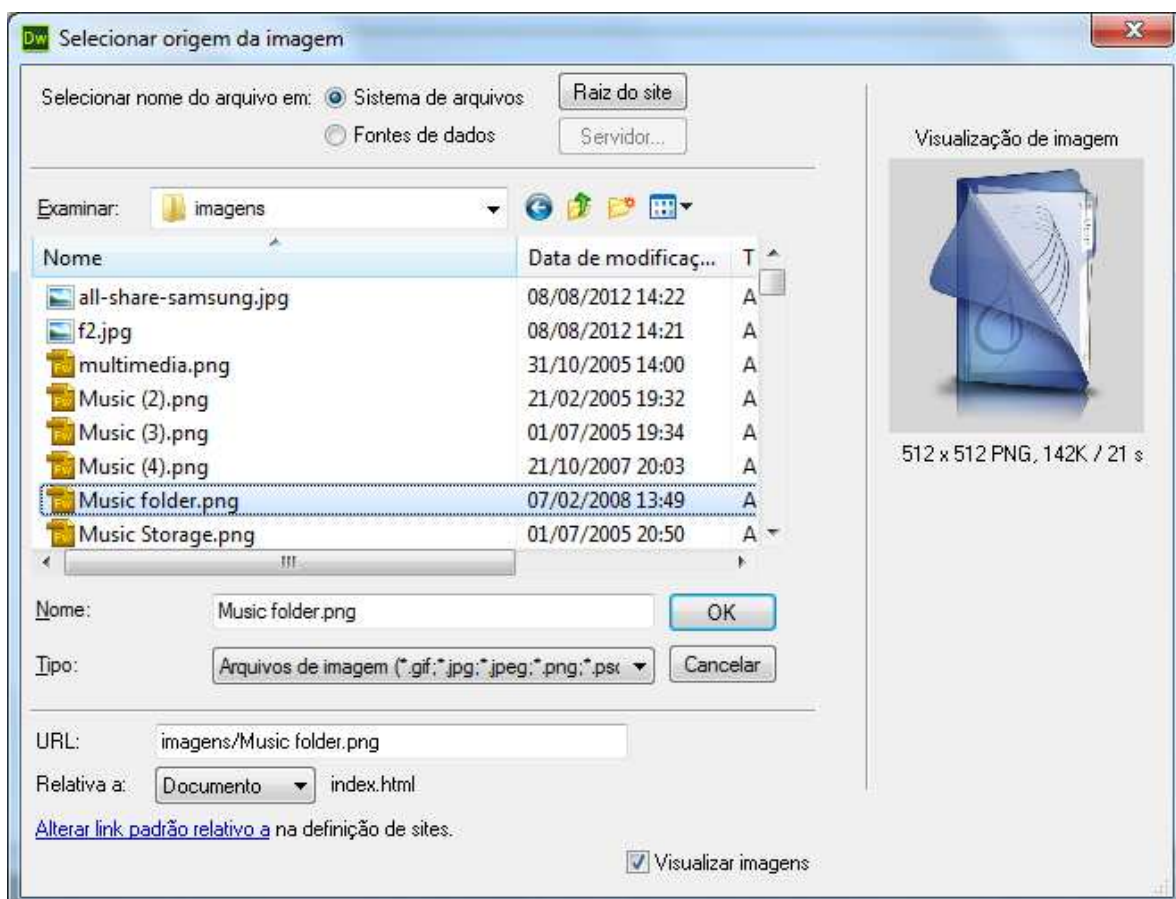 Dw Selecionar origem da imagem
Selecionar nome do arquivo em: Sistema de arquivos Raiz do site
Fontes de dados Servidor...
Visualização de imagem
Examinar: imagens
Nome Data de modificaç... T
all-share-samsung.jpg 08/08/2012 14:22 A
f2.jpg 08/08/2012 14:21 A
multimedia.png 31/10/2005 14:00 A
Music (2).png 21/02/2005 19:32 A
Music (3).png 01/07/2005 19:34 A
Music (4).png 21/10/2007 20:03 A
512 x 512 PNG, 142K / 21 s
Music folder.png 07/02/2008 13:49 A
Music Storage.png 01/07/2005 20:50 A
Nome: Music folder.png OK
Tipo: Arquivos de imagem (*.gif;*.jpg;*.jpeg;*.png;*.psc Cancelar
URL: imagens/Music folder.png
Relativa a: Documento index.html
Alterar link padrão relativo a na definição de sites.
Visualizar imagens